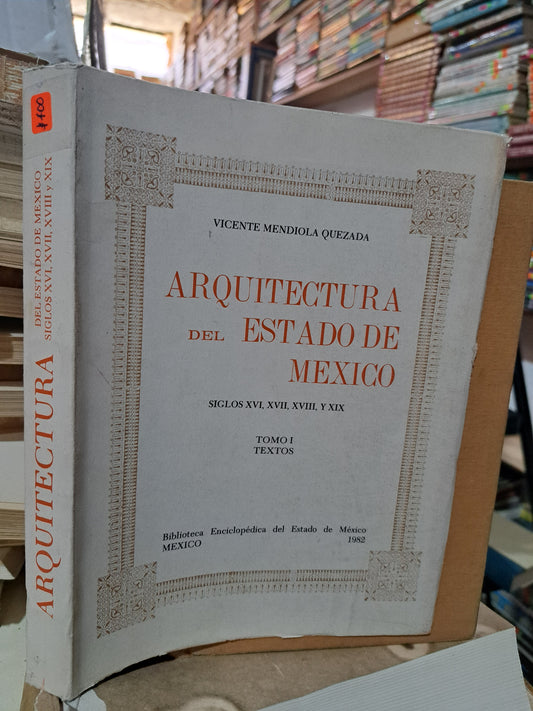 $400
ARQUITECTURA
DEL ESTADO DE MEXICO
SIGLOS XVI, XVII, XVIII y XIX
VICENTE MENDIOLA QUEZADA
ARQUITECTURA
DEL ESTADO DE
MEXICO
SIGLOS XVI, XVII, XVIII, Y XIX
TOMO I
TEXTOS
Biblioteca Enciclopédica del Estado de México
MEXICO 1982